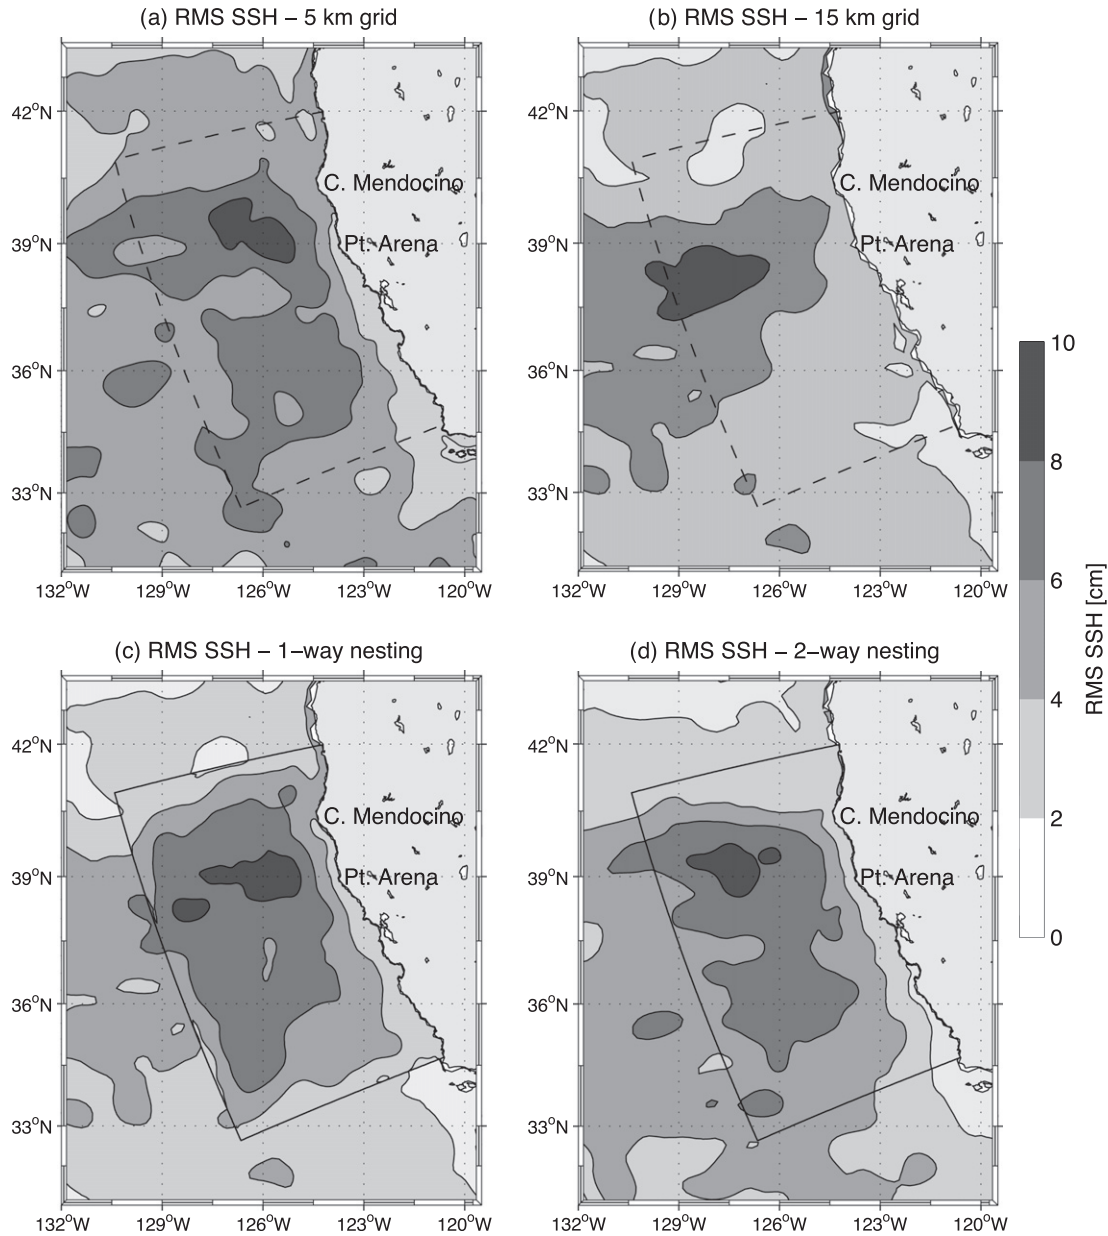 (a) RMS SSH – 5 km grid
(b) RMS SSH – 15 km grid
42°N
39°N
36°N
33°N
C. Mendocino
Pt. Arena
132°W 129°W 126°W 123°W 120°W
42°N
39°N
36°N
33°N
C. Mendocino
Pt. Arena
132°W 129°W 126°W 123°W 120°W
(c) RMS SSH – 1–way nesting
(d) RMS SSH – 2–way nesting
42°N
39°N
36°N
33°N
C. Mendocino
Pt. Arena
132°W 129°W 126°W 123°W 120°W
42°N
39°N
36°N
33°N
C. Mendocino
Pt. Arena
132°W 129°W 126°W 123°W 120°W
10
8
6
4
2
0
RMS SSH [cm]